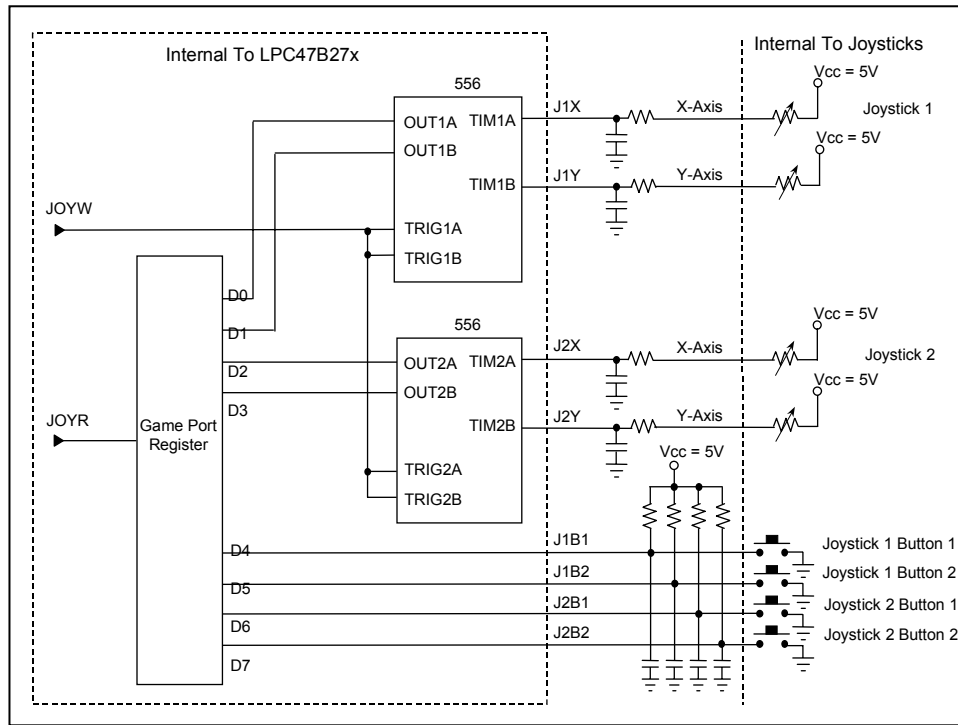 Internal To LPC47B27x
Internal To Joysticks
Vcc = 5V
556
J1X
X-Axis
Joystick 1
OUT1A
TIM1A
OUT1B
Vcc = 5V
TIM1B
J1Y
Y-Axis
JOYW
TRIG1A
TRIG1B
D0
D1
556
Vcc = 5V
J2X
X-Axis
Joystick 2
D2
OUT2A
TIM2A
Vcc = 5V
D3
OUT2B
JOYR
Game Port
Register
TIM2B
J2Y
Y-Axis
Vcc = 5V
TRIG2A
TRIG2B
D4
J1B1
Joystick 1 Button 1
D5
J1B2
Joystick 1 Button 2
D6
J2B1
Joystick 2 Button 1
D7
J2B2
Joystick 2 Button 2